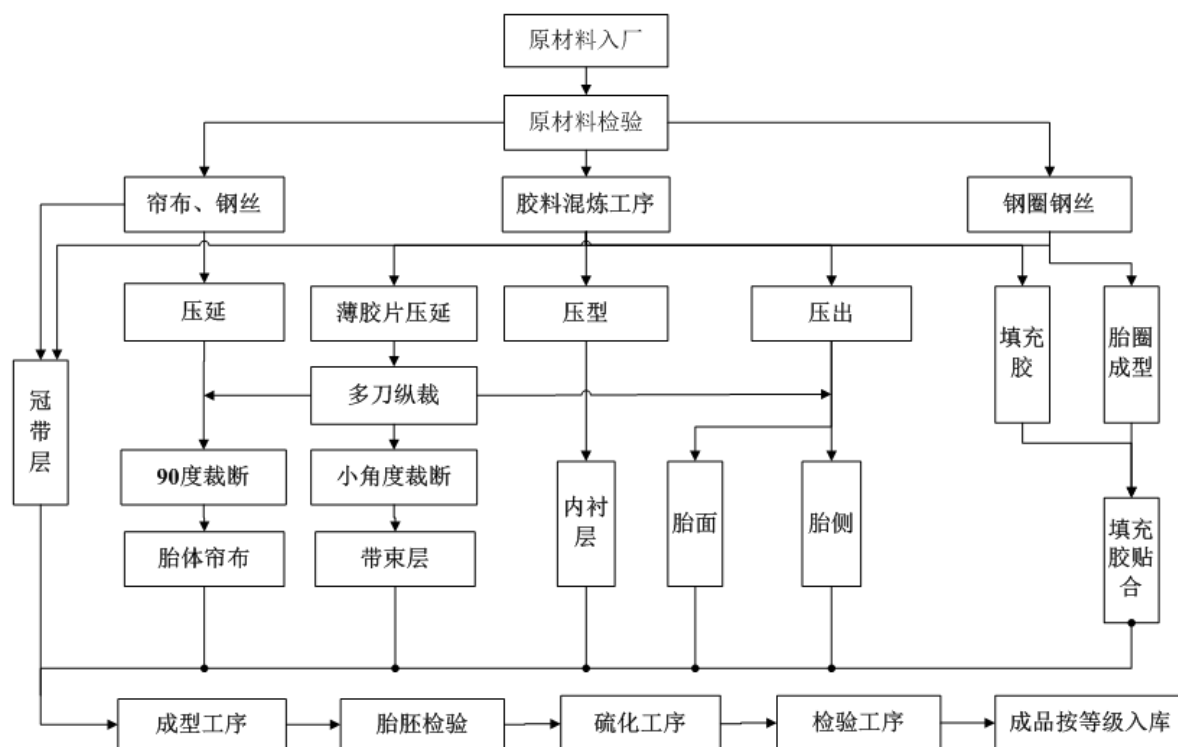 原材料入厂
原材料检验
帘布、钢丝
胶料混炼工序
钢圈钢丝
压延
薄胶片压延
压型
压出
填充
胶
胎圈
成型
冠
带
层
多刀纵裁
90度裁断
小角度裁断
内衬
层
胎面
胎侧
填充
胶贴
合
胎体帘布
带束层
成型工序
胎胚检验
硫化工序
检验工序
成品按等级入库